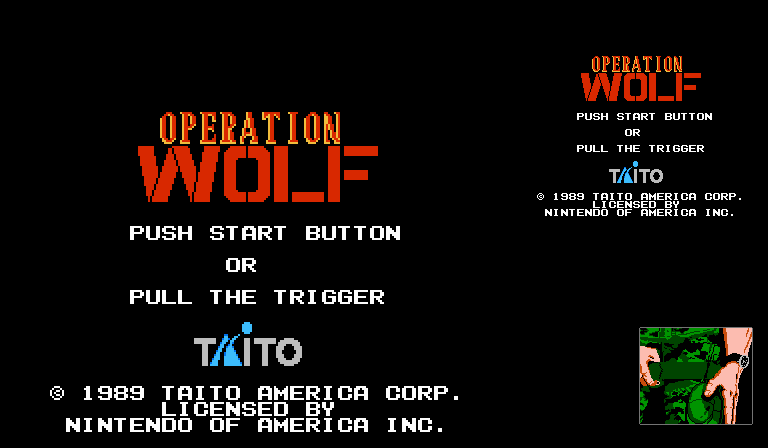 OPERATION
WOLF
PUSH START BUTTON
OR
PULL THE TRIGGER
TAITO
© 1989 TAITO AMERICA CORP.
LICENSED BY
NINTENDO OF AMERICA INC.
OPERATION
WOLF
PUSH START BUTTON
OR
PULL THE TRIGGER
TAITO
© 1989 TAITO AMERICA CORP.
LICENSED BY
NINTENDO OF AMERICA INC.